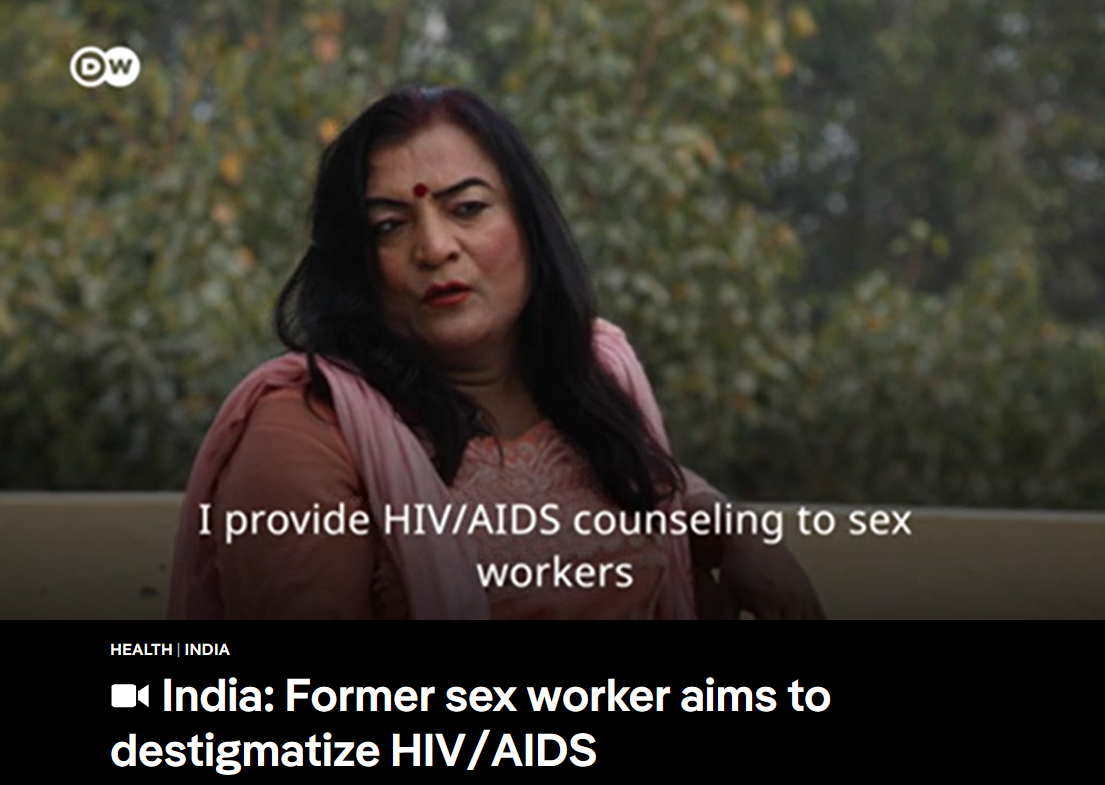 DW
I provide HIV/AIDS counseling to sex
workers
HEALTH | INDIA
India: Former sex worker aims to
destigmatize HIV/AIDS